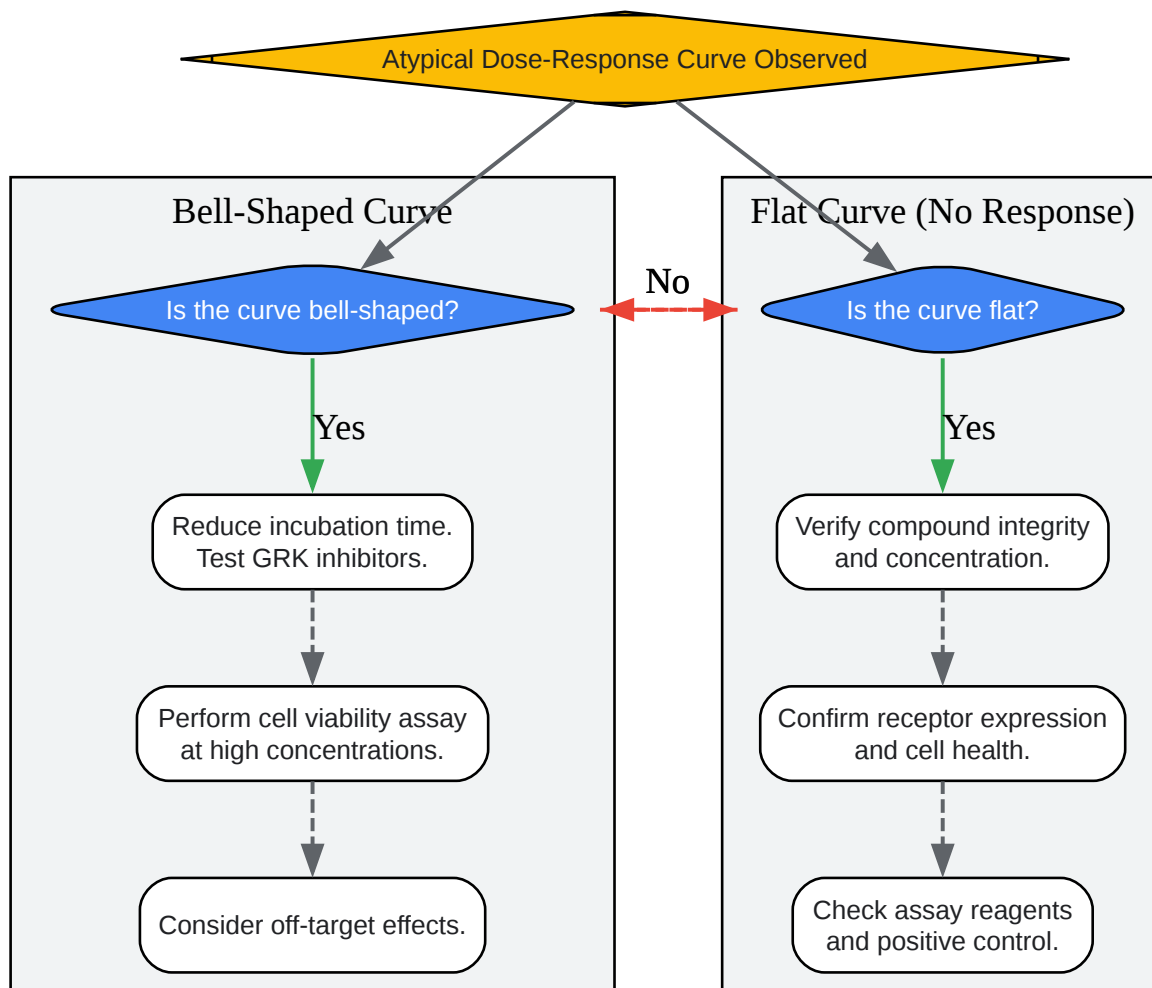 Atypical Dose-Response Curve Observed
Bell-Shaped Curve
Flat Curve (No Response)
Is the curve bell-shaped?
No
Is the curve flat?
Yes
Yes
Reduce incubation time.
Test GRK inhibitors.
Verify compound integrity
and concentration.
Perform cell viability assay
at high concentrations.
Confirm receptor expression
and cell health.
Consider off-target effects.
Check assay reagents
and positive control.